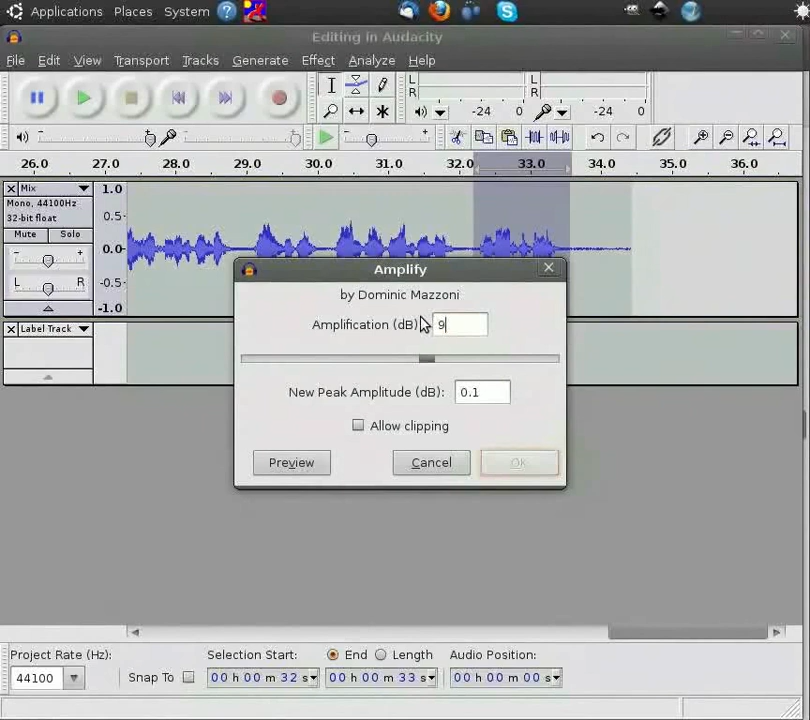 Applications Places System
Editing in Audacity
File Edit View Transport Tracks Generate Effect Analyze Help
L
R
-24 0
L
R
-24 0
26.0 27.0 28.0 29.0 30.0 31.0 32.0 33.0 34.0 35.0 36.0
Mix
Mono, 44100Hz
32-bit float
Mute Solo
- +
L R
1.0
0.5
0.0
-0.5
-1.0
Label Track
Amplify
by Dominic Mazzoni
Amplification (dB): 9
New Peak Amplitude (dB): 0.1
Allow clipping
Preview Cancel Ok
Project Rate (Hz): Selection Start: End Length Audio Position:
44100 Snap To 00 h 00 m 32 s 00 h 00 m 33 s 00 h 00 m 00 s